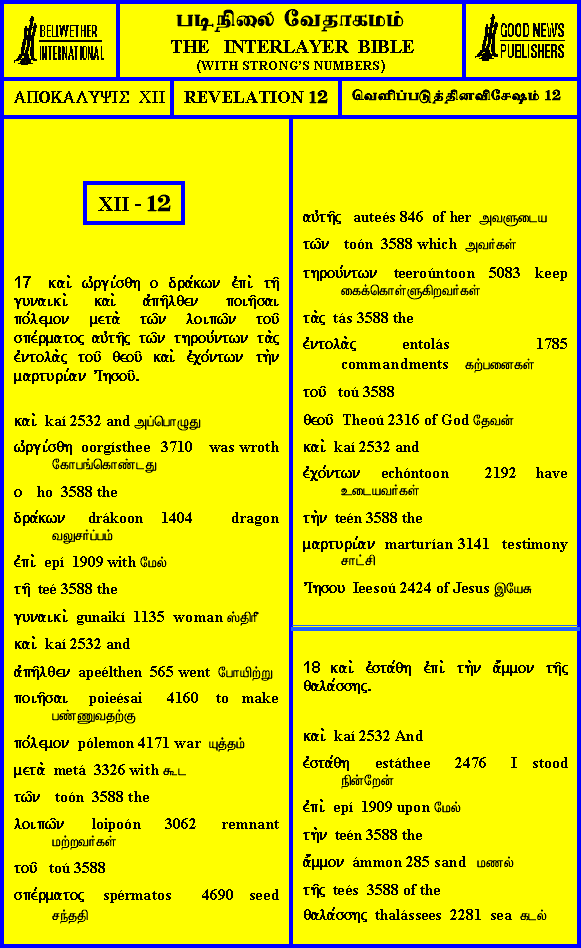 BELLWETHER
INTERNATIONAL
படிநிலை வேதாகமம்
THE INTERLAYER BIBLE
(WITH STRONG'S NUMBERS)
GOOD NEWS
PUBLISHERS
ΑΠΟΚΑΛΥΨΙΣ XII
REVELATION 12
வெளிப்படுத்தினவிசேஷம் 12
XII - 12
17 καὶ ὠργίσθη ο δράκων ἐπὶ τῇ
γυναικὶ καὶ ἀπῆλθεν ποιῆσαι
πόλεμον μετὰ τῶν λοιπῶν τοῦ
σπέρματος αὐτῆς τῶν τηρούντων τὰς
ἐντολὰς τοῦ θεοῦ καὶ ἐχόντων τὴν
μαρτυρίαν Ἰησοῦ.
καὶ kaí 2532 and அப்பொழுது
ὠργίσθη oorgísthee 3710 was wroth
கோபங்கொண்டது
ο ho 3588 the
δράκων drákoon 1404 dragon
வலுசர்ப்பம்
ἐπὶ epí 1909 with மேல்
τῇ teé 3588 the
γυναικὶ gunaikí 1135 woman ஸ்திரீ
καὶ kaí 2532 and
ἀπῆλθεν apeélthen 565 went போயிற்று
ποιῆσαι poieésai 4160 to make
பண்ணுவதற்கு
πόλεμον pólemon 4171 war யுத்தம்
μετὰ metá 3326 with கூட
τῶν toón 3588 the
λοιπῶν loipoón 3062 remnant
மற்றவர்கள்
τοῦ toú 3588
σπέρματος spérmatos 4690 seed
சந்ததி
αὐτῆς auteés 846 of her அவளுடைய
τῶν toón 3588 which அவர்கள்
τηρούντων teeroúntoon 5083 keep
கைக்கொள்ளுகிறவர்கள்
τὰς tás 3588 the
ἐντολὰς entolás 1785
commandments கற்பனைகள்
τοῦ toú 3588
θεοῦ Theoú 2316 of God தேவன்
καὶ kaí 2532 and
ἐχόντων echóntoon 2192 have
உடையவர்கள்
τὴν teén 3588 the
μαρτυρίαν marturían 3141 testimony
சாட்சி
Ἰησου Ieesoú 2424 of Jesus இயேசு
18 καὶ ἐστάθη ἐπὶ τὴν ἄμμον τῆς
θαλάσσης.
καὶ kaí 2532 And
ἐστάθη estáthee 2476 I stood
நின்றேன்
ἐπὶ epí 1909 upon மேல்
τὴν teén 3588 the
ἄμμον ámmon 285 sand மணல்
τῆς teés 3588 of the
θαλάσσης thalássees 2281 sea கடல்